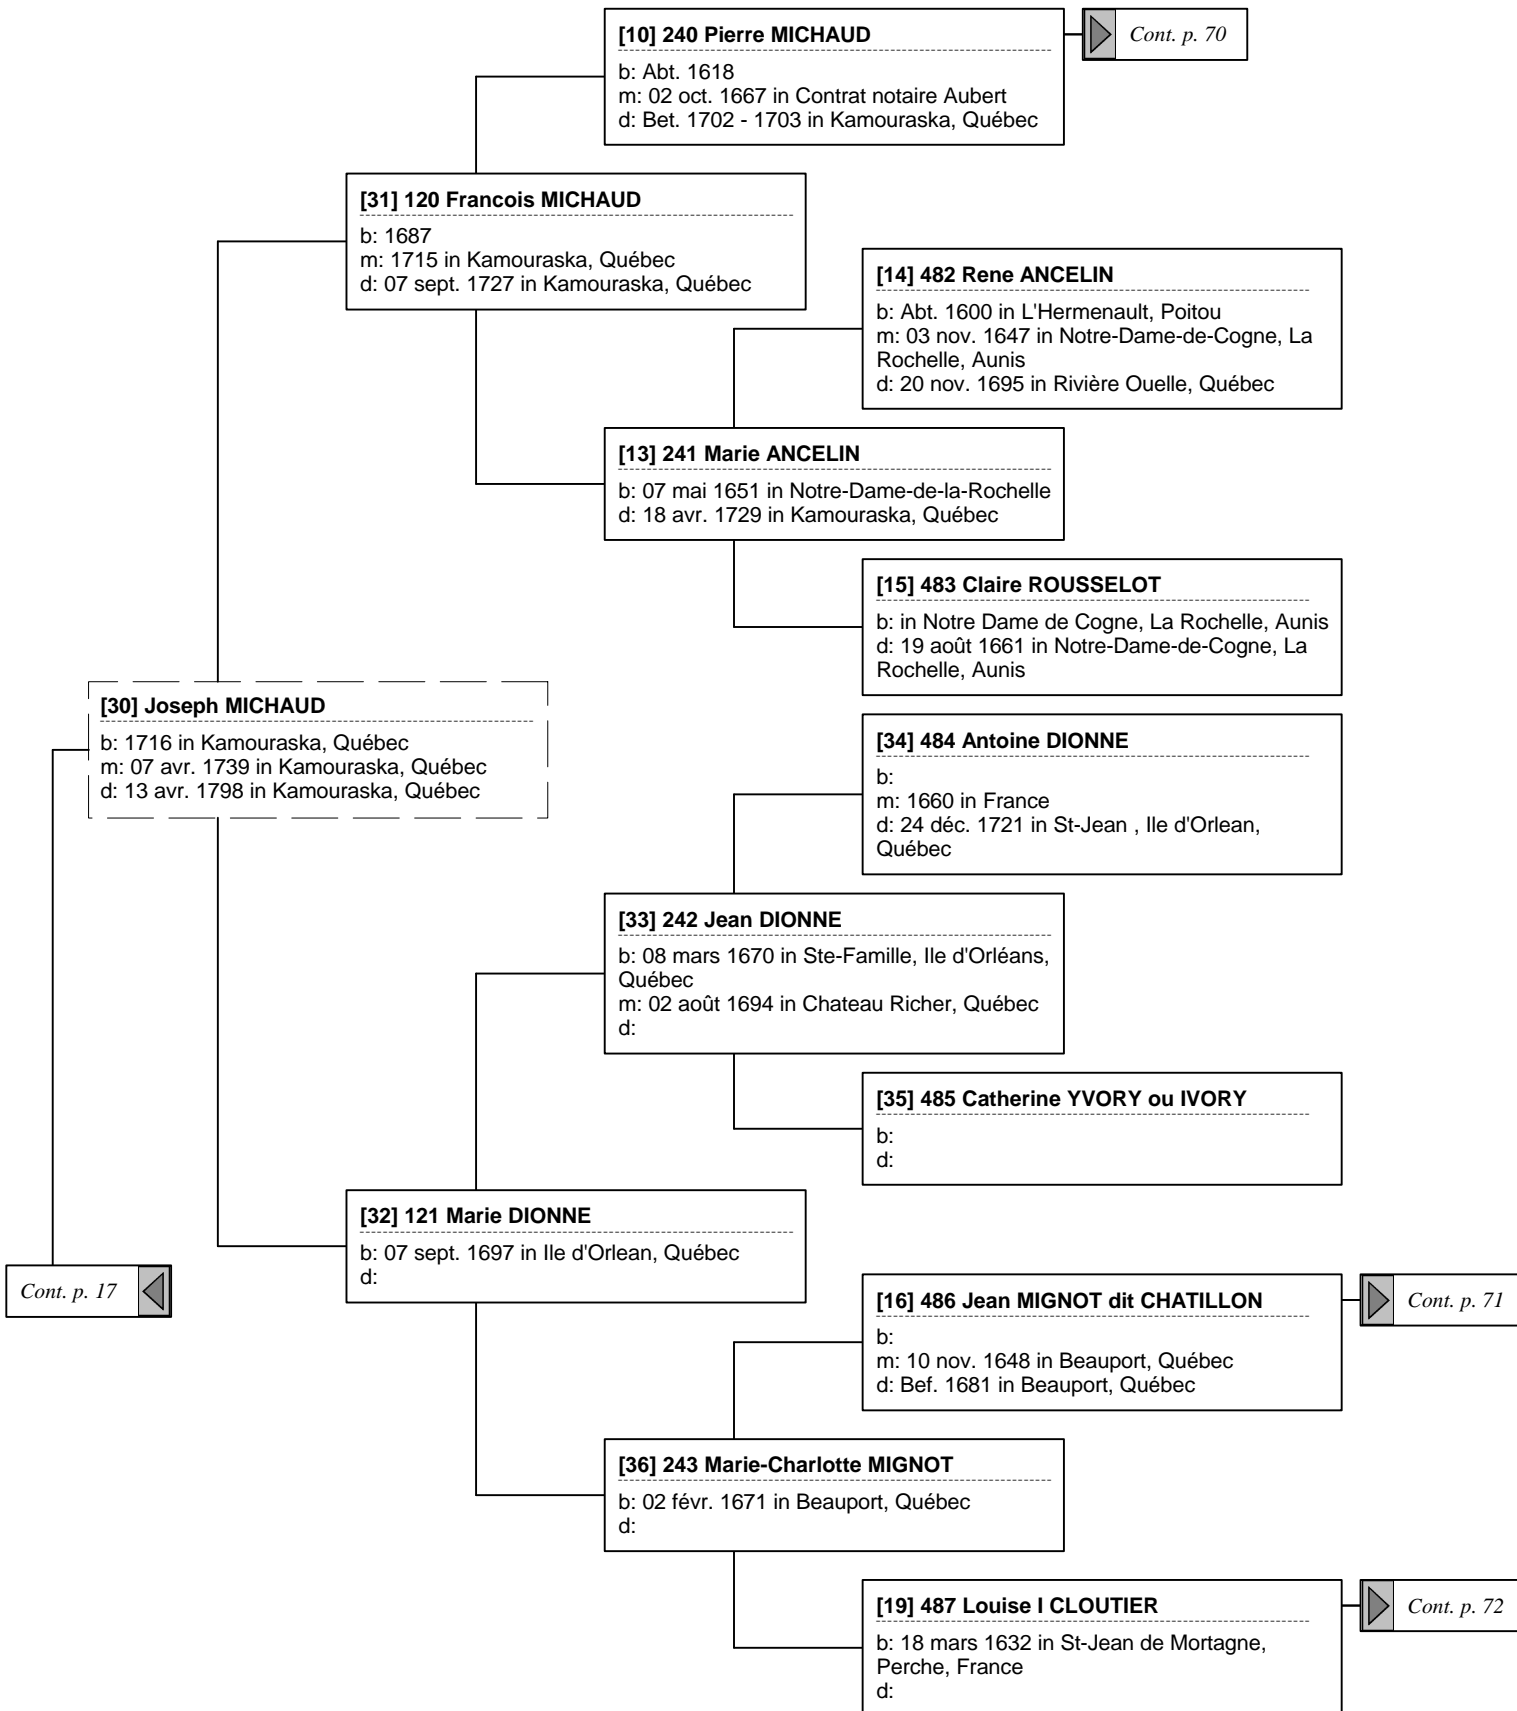 [10] 240 Pierre MICHAUD
b: Abt. 1618
m: 02 oct. 1667 in Contrat notaire Aubert
d: Bet. 1702 - 1703 in Kamouraska, Québec
Cont. p. 70
[31] 120 Francois MICHAUD
b: 1687
m: 1715 in Kamouraska, Québec
d: 07 sept. 1727 in Kamouraska, Québec
[14] 482 Rene ANCELIN
b: Abt. 1600 in L'Hermenault, Poitou
m: 03 nov. 1647 in Notre-Dame-de-Cogne, La
Rochelle, Aunis
d: 20 nov. 1695 in Rivière Ouelle, Québec
[13] 241 Marie ANCELIN
b: 07 mai 1651 in Notre-Dame-de-la-Rochelle
d: 18 avr. 1729 in Kamouraska, Québec
[15] 483 Claire ROUSSELOT
b: in Notre Dame de Cogne, La Rochelle, Aunis
d: 19 août 1661 in Notre-Dame-de-Cogne, La
Rochelle, Aunis
[30] Joseph MICHAUD
b: 1716 in Kamouraska, Québec
m: 07 avr. 1739 in Kamouraska, Québec
d: 13 avr. 1798 in Kamouraska, Québec
[34] 484 Antoine DIONNE
b:
m: 1660 in France
d: 24 déc. 1721 in St-Jean , Ile d'Orlean,
Québec
[33] 242 Jean DIONNE
b: 08 mars 1670 in Ste-Famille, Ile d'Orléans,
Québec
m: 02 août 1694 in Chateau Richer, Québec
d:
[35] 485 Catherine YVORY ou IVORY
b:
d:
[32] 121 Marie DIONNE
b: 07 sept. 1697 in Ile d'Orlean, Québec
d:
Cont. p. 17
[16] 486 Jean MIGNOT dit CHATILLON
b:
m: 10 nov. 1648 in Beauport, Québec
d: Bef. 1681 in Beauport, Québec
Cont. p. 71
[36] 243 Marie-Charlotte MIGNOT
b: 02 févr. 1671 in Beauport, Québec
d:
[19] 487 Louise I CLOUTIER
b: 18 mars 1632 in St-Jean de Mortagne,
Perche, France
d:
Cont. p. 72